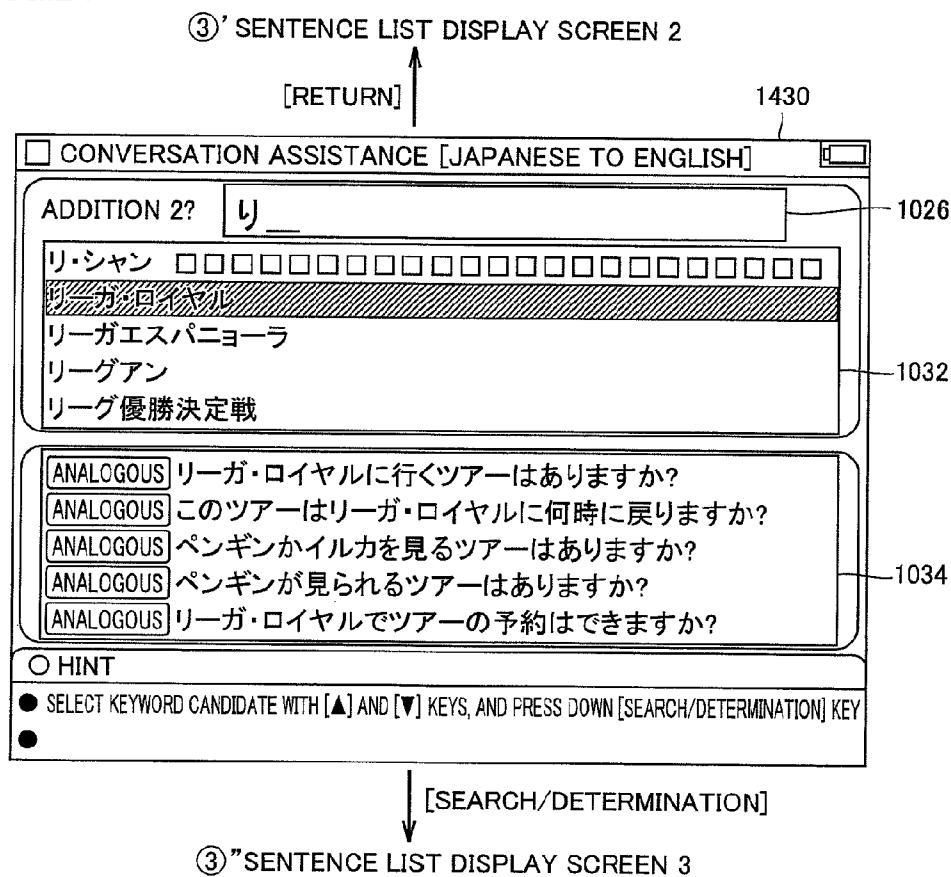 ③' SENTENCE LIST DISPLAY SCREEN 2
[RETURN]
1430
CONVERSATION ASSISTANCE [JAPANESE TO ENGLISH]
ADDITION 2? り_
1026
リ・シャン □□□□□□□□□□□□□□□□□□□□□□□
リーガ・ロイヤル
リーガエスパニョーラ
リーグアン
1032
リーグ優勝決定戦
ANALOGOUS リーガ・ロイヤルに行くツアーはありますか?
ANALOGOUS このツアーはリーガ・ロイヤルに何時に戻りますか?
ANALOGOUS ペンギンかイルカを見るツアーはありますか?
ANALOGOUS ペンギンが見られるツアーはありますか?
1034
ANALOGOUS リーガ・ロイヤルでツアーの予約はできますか?
○ HINT
● SELECT KEYWORD CANDIDATE WITH [▲] AND [▼] KEYS, AND PRESS DOWN [SEARCH/DETERMINATION] KEY
●
[SEARCH/DETERMINATION]
③" SENTENCE LIST DISPLAY SCREEN 3